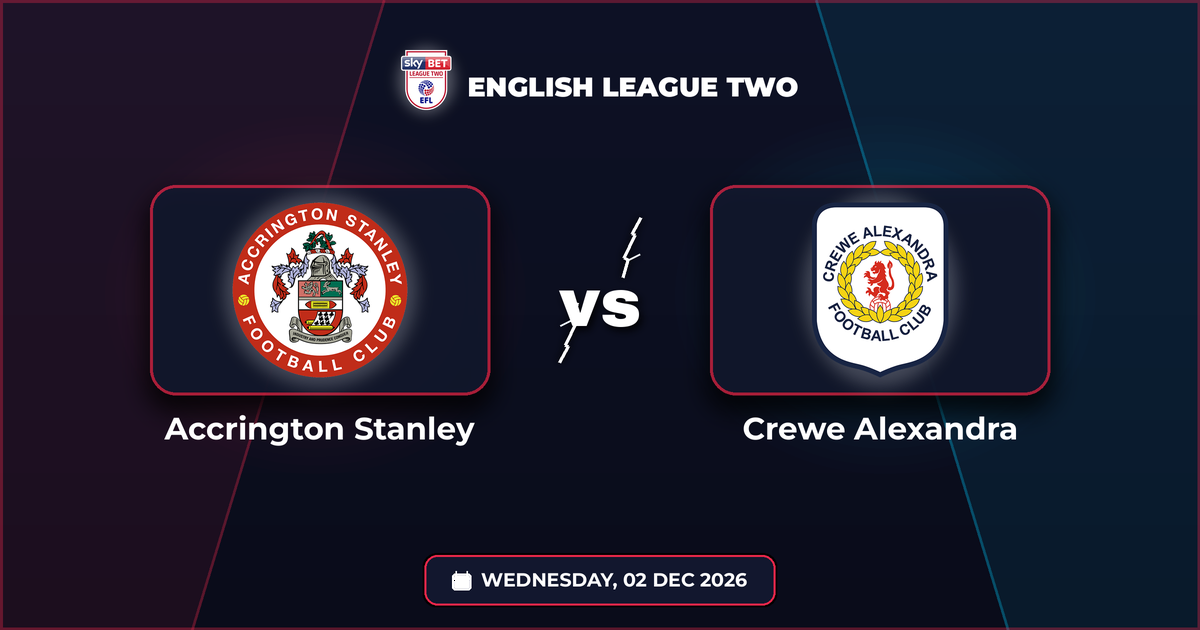 sky BET
LEAGUE TWO
EFL
ENGLISH LEAGUE TWO
ACCRINGTON STANLEY
FOOTBALL CLUB
vs
CREWE ALEXANDRA
FOOTBALL CLUB
Accrington Stanley
Crewe Alexandra
WEDNESDAY, 02 DEC 2026